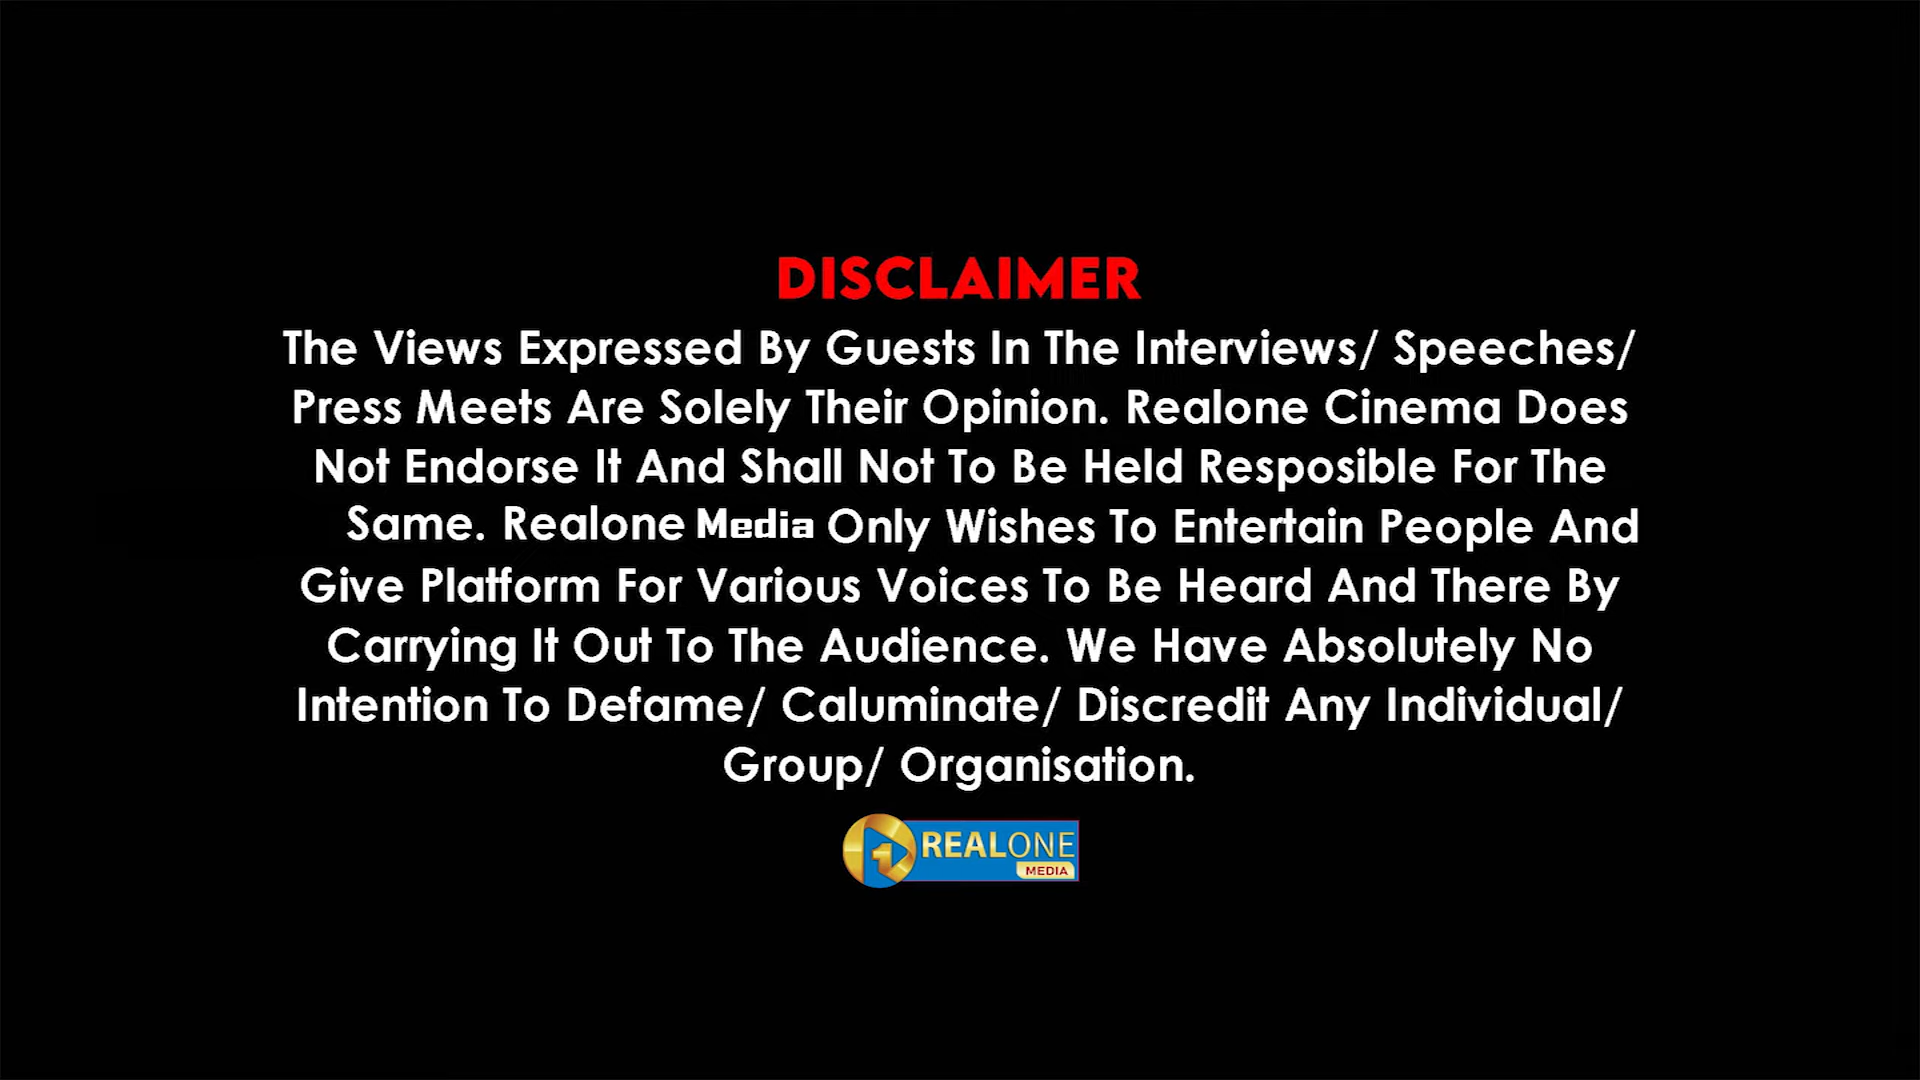 DISCLAIMER
The Views Expressed By Guests In The Interviews/ Speeches/
Press Meets Are Solely Their Opinion. Realone Cinema Does
Not Endorse It And Shall Not To Be Held Resposible For The
Same. Realone Media Only Wishes To Entertain People And
Give Platform For Various Voices To Be Heard And There By
Carrying It Out To The Audience. We Have Absolutely No
Intention To Defame/ Caluminate/ Discredit Any Individual/
Group/ Organisation.
1 REALONE
MEDIA